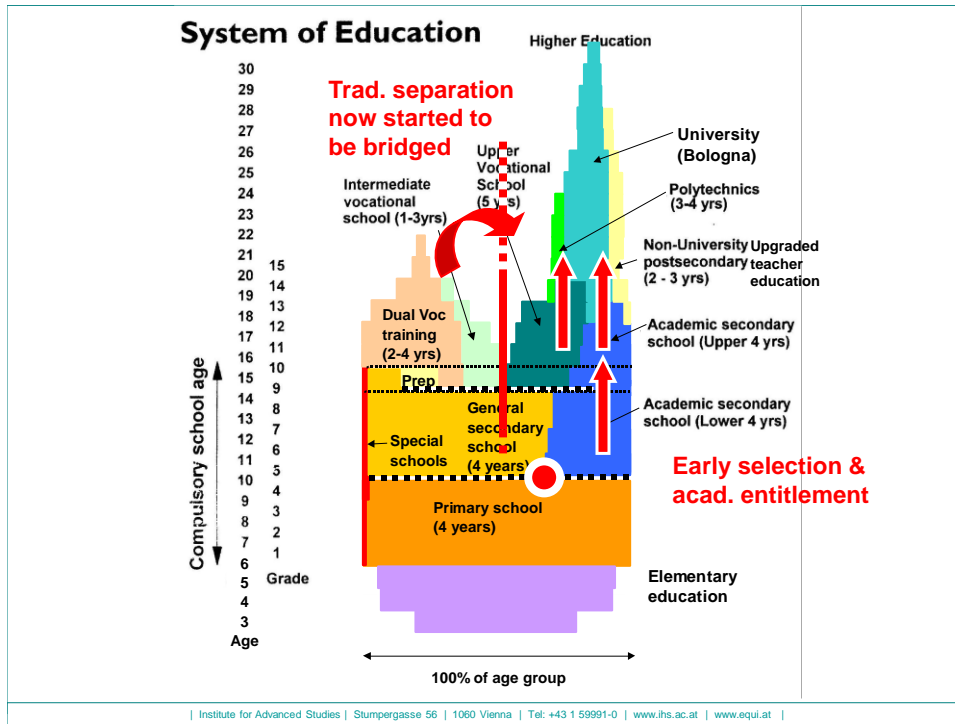 System of Education
Higher Education
Trad. separation
now started to
be bridged
Upper
Vocational
School
(5 yrs)
Intermediate
vocational
school (1-3yrs)
University
(Bologna)
Polytechnics
(3-4 yrs)
Non-University
postsecondary
(2 - 3 yrs)
Upgraded
teacher
education
Dual Voc
training
(2-4 yrs)
Academic secondary
school (Upper 4 yrs)
Prep
General
secondary
school
(4 years)
Academic secondary
school (Lower 4 yrs)
Special
schools
Early selection &
acad. entitlement
Primary school
(4 years)
Elementary
education
Compulsory school age
30
29
28
27
26
25
24
23
22
21
20
19
18
17
16
15
14
13
12
11
10
9
8
7
6
5
4
3
Age
15
14
13
12
11
10
9
8
7
6
5
4
3
2
1
Grade
100% of age group
| Institute for Advanced Studies | Stumpergasse 56 | 1060 Vienna | Tel: +43 1 59991-0 | www.ihs.ac.at | www.equi.at |